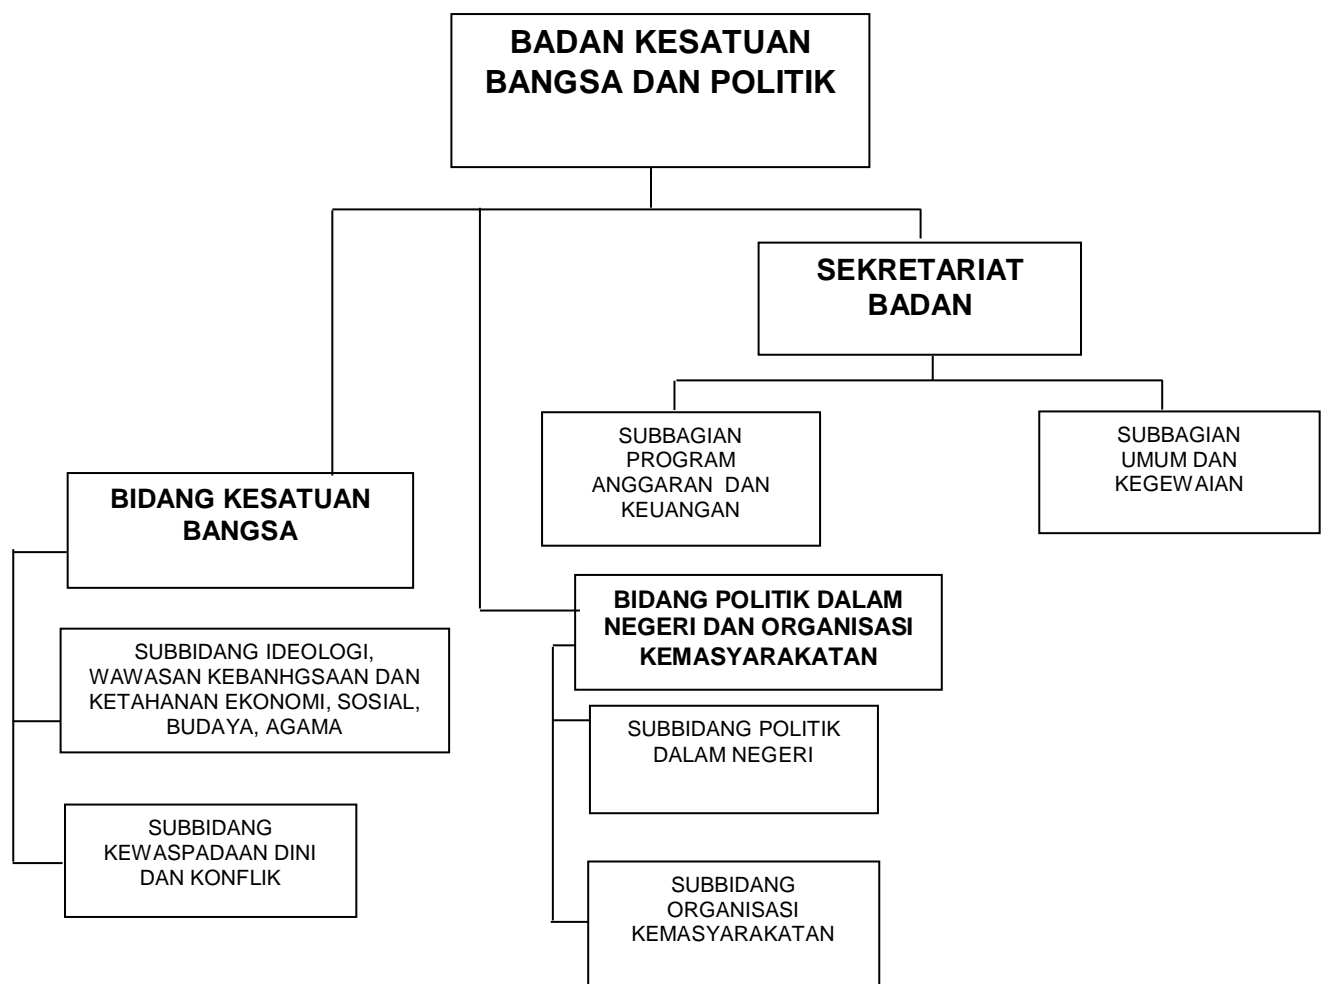 BADAN KESATUAN
BANGSA DAN POLITIK
SEKRETARIAT
BADAN
SUBBAGIAN
PROGRAM
ANGGARAN DAN
KEUANGAN
SUBBAGIAN
UMUM DAN
KEGEWAIAN
BIDANG KESATUAN
BANGSA
BIDANG POLITIK DALAM
NEGERI DAN ORGANISASI
KEMASYARAKATAN
SUBBIDANG IDEOLOGI,
WAWASAN KEBANHGSAAN DAN
KETAHANAN EKONOMI, SOSIAL,
BUDAYA, AGAMA
SUBBIDANG POLITIK
DALAM NEGERI
SUBBIDANG
KEWASPADAAN DINI
DAN KONFLIK
SUBBIDANG
ORGANISASI
KEMASYARAKATAN